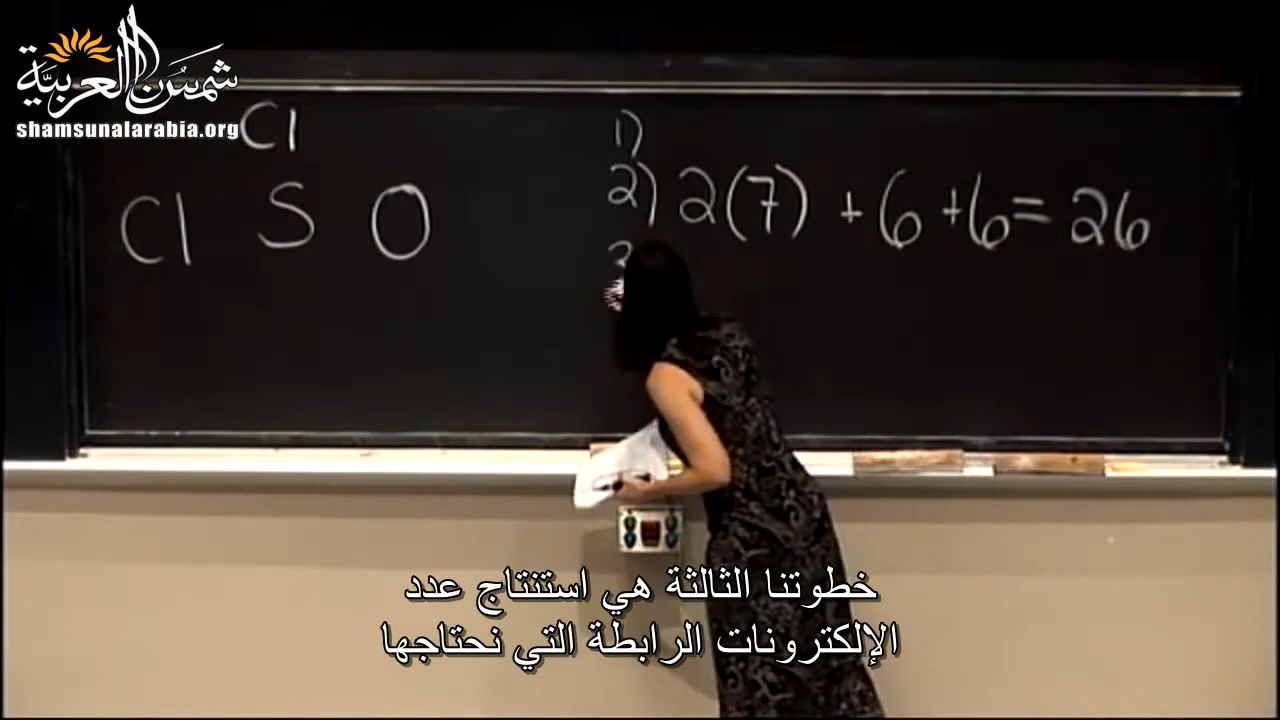 شمس العربية
shamsunalarabia.org
Cl
Cl S O
1)
2) 2(7) + 6 + 6 = 26
خطوتنا الثالثة هي استنتاج عدد
الإلكترونات الرابطة التي نحتاجها